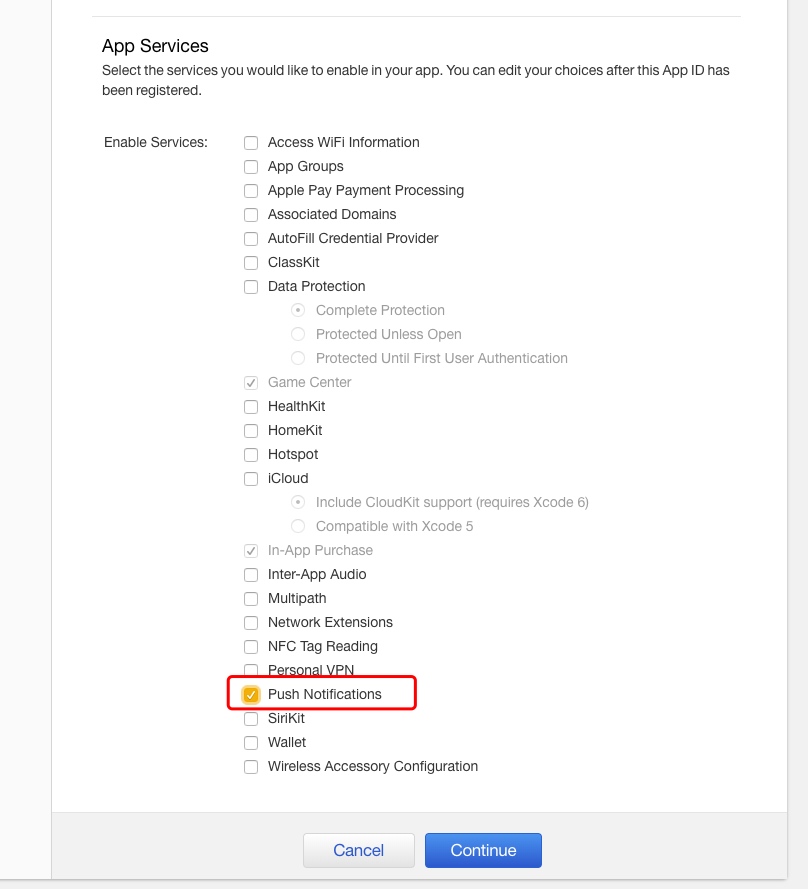 App Services
Select the services you would like to enable in your app. You can edit your choices after this App ID has
been registered.
Enable Services:
Access WiFi Information
App Groups
Apple Pay Payment Processing
Associated Domains
AutoFill Credential Provider
ClassKit
Data Protection
Complete Protection
Protected Unless Open
Protected Until First User Authentication
Game Center
HealthKit
HomeKit
Hotspot
iCloud
Include CloudKit support (requires Xcode 6)
Compatible with Xcode 5
In-App Purchase
Inter-App Audio
Multipath
Network Extensions
NFC Tag Reading
Personal VPN
Push Notifications
SiriKit
Wallet
Wireless Accessory Configuration
Cancel
Continue